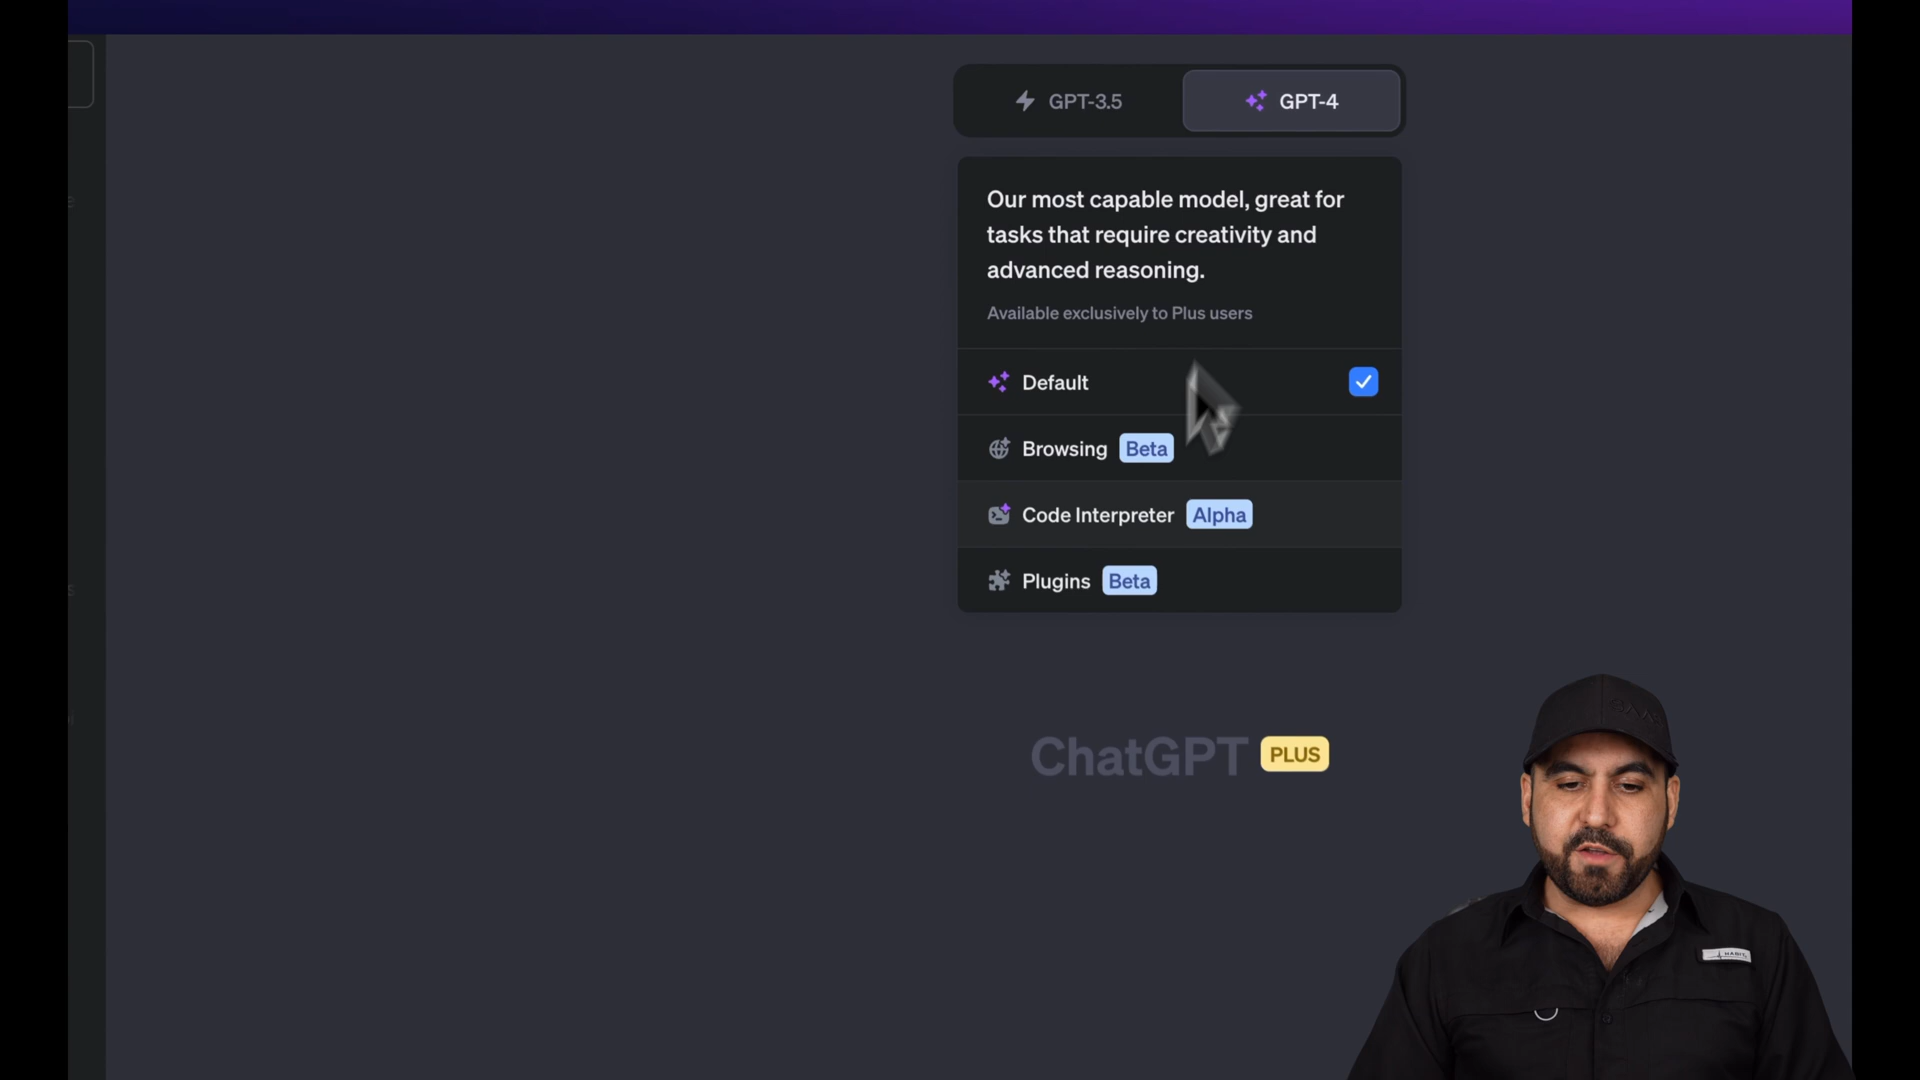 GPT-3.5
GPT-4
Our most capable model, great for
tasks that require creativity and
advanced reasoning.
Available exclusively to Plus users
Default
Browsing Beta
Code Interpreter Alpha
Plugins Beta
ChatGPT PLUS
HABIT